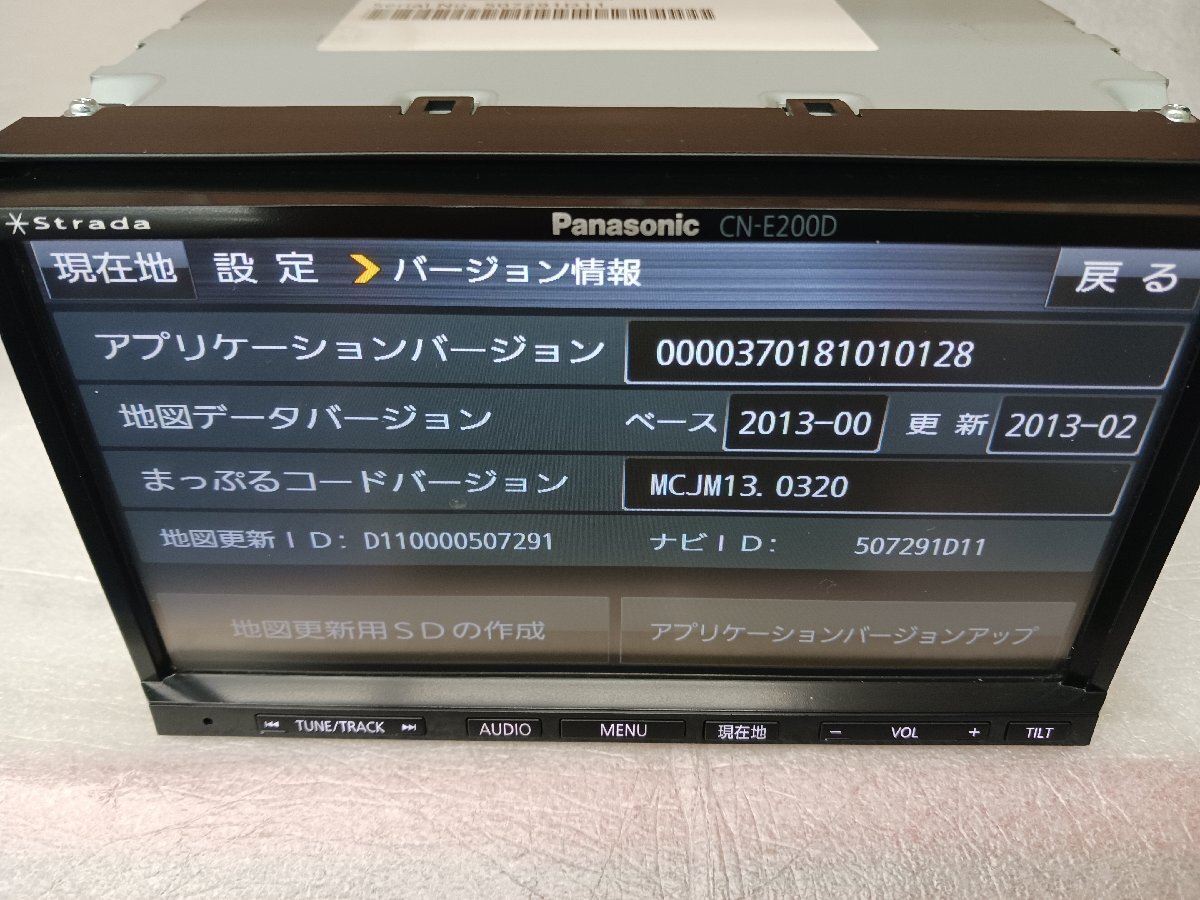 Serial No. 507291D11
Strada
Panasonic CN-E200D
現在地 設定 バージョン情報 戻る
アプリケーションバージョン 0000370181010128
地図データバージョン ベース 2013-00 更新 2013-02
まっぷるコードバージョン MCJM13.0320
地図更新ID: D110000507291 ナビID: 507291D11
地図更新用SDの作成 アプリケーションバージョンアップ
TUNE/TRACK AUDIO MENU 現在地 - VOL + TILT